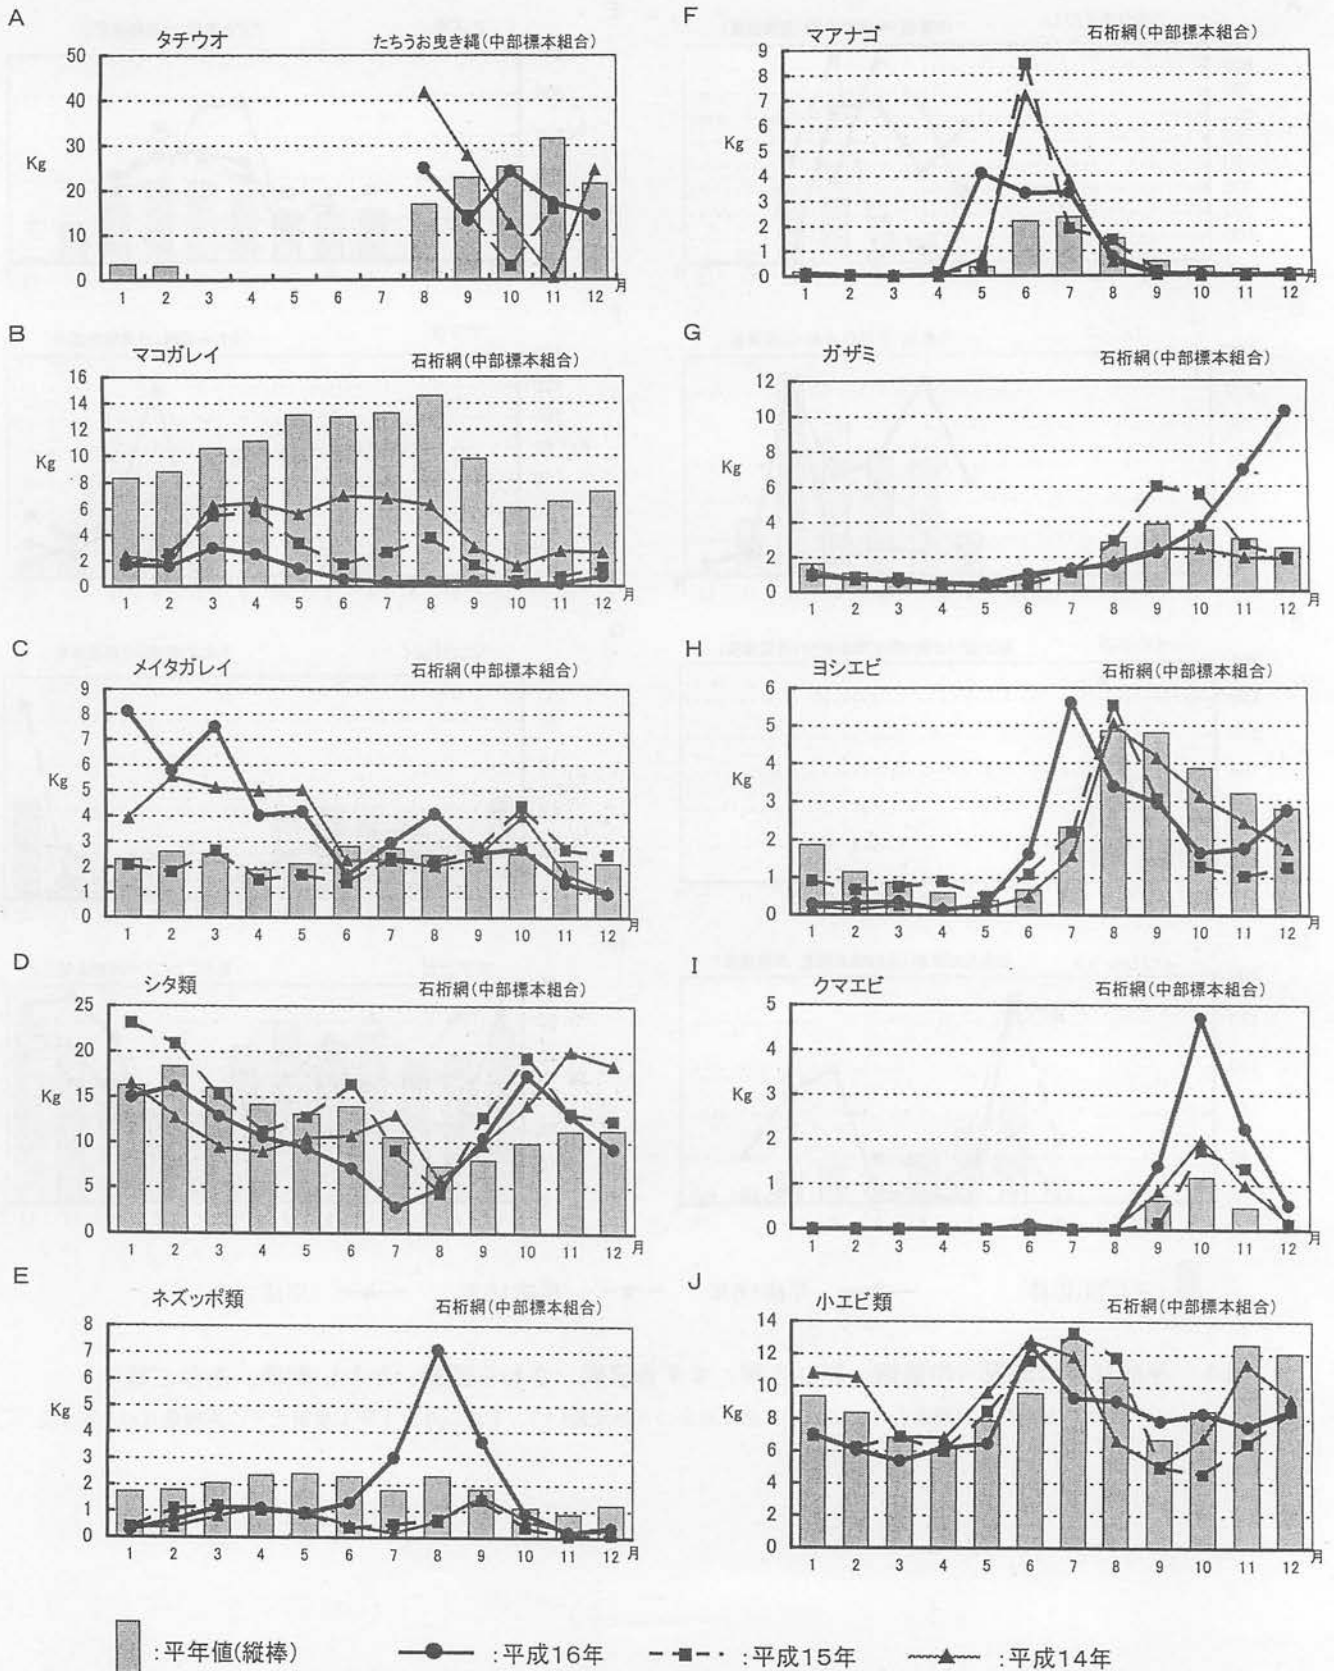 A
タチウオ
たちうお曳き縄(中部標本組合)
50
40
30
20
10
0
Kg
1 2 3 4 5 6 7 8 9 10 11 12 月
B
マコガレイ
石桁網(中部標本組合)
16
14
12
10
8
6
4
2
0
Kg
1 2 3 4 5 6 7 8 9 10 11 12 月
C
メイタガレイ
石桁網(中部標本組合)
9
8
7
6
5
4
3
2
1
0
Kg
1 2 3 4 5 6 7 8 9 10 11 12 月
D
シタ類
石桁網(中部標本組合)
25
20
15
10
5
0
Kg
1 2 3 4 5 6 7 8 9 10 11 12 月
E
ネズッポ類
石桁網(中部標本組合)
8
7
6
5
4
3
2
1
0
Kg
1 2 3 4 5 6 7 8 9 10 11 12 月
F
マアナゴ
石桁網(中部標本組合)
9
8
7
6
5
4
3
2
1
0
Kg
1 2 3 4 5 6 7 8 9 10 11 12 月
G
ガザミ
石桁網(中部標本組合)
12
10
8
6
4
2
0
Kg
1 2 3 4 5 6 7 8 9 10 11 12 月
H
ヨシエビ
石桁網(中部標本組合)
6
5
4
3
2
1
0
Kg
1 2 3 4 5 6 7 8 9 10 11 12 月
I
クマエビ
石桁網(中部標本組合)
5
4
3
2
1
0
Kg
1 2 3 4 5 6 7 8 9 10 11 12 月
J
小エビ類
石桁網(中部標本組合)
14
12
10
8
6
4
2
0
Kg
1 2 3 4 5 6 7 8 9 10 11 12 月
:平年値(縦棒) :平成16年 :平成15年 :平成14年